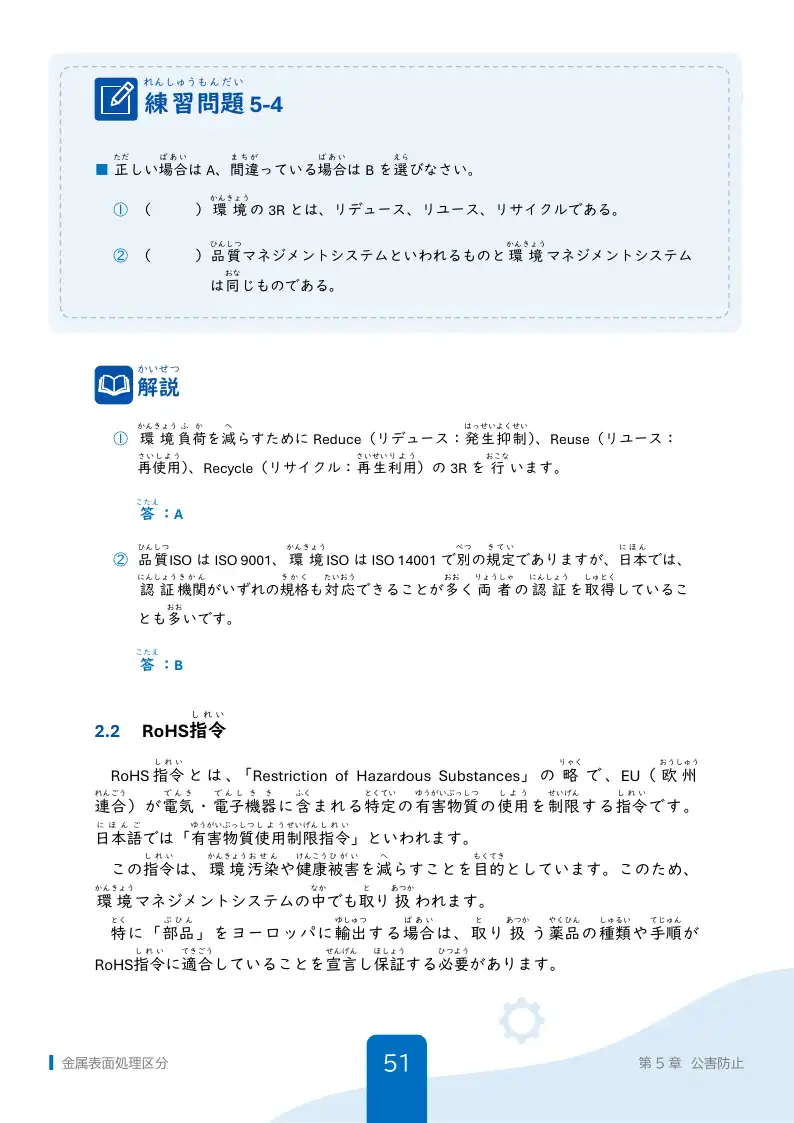 れんしゅうもんだい
練習問題 5-4
ただ ばあい まちが ばあい えら
■ 正しい場合は A、間違っている場合は B を選びなさい。
かんきょう
① （　　）環境の 3R とは、リデュース、リユース、リサイクルである。
ひんしつ かんきょう
② （　　）品質マネジメントシステムといわれるものと環境マネジメントシステム
おな
は同じものである。
かいせつ
解説
かんきょうふか へ はっせいよくせい
① 環境負荷を減らすために Reduce（リデュース：発生抑制）、Reuse（リユース：
さいしよう さいせいりよう おこな
再使用）、Recycle（リサイクル：再生利用）の 3R を行います。
こたえ
答：A
ひんしつ かんきょう べつ きてい にほん
② 品質ISO は ISO 9001、環境ISO は ISO 14001 で別の規定でありますが、日本では、
にんしょうきかん きかく たいおう おお りょうしゃ にんしょう しゅとく
認証機関がいずれの規格も対応できることが多く両者の認証を取得しているこ
おお
とも多いです。
こたえ
答：B
しれい
2.2 RoHS指令
しれい りゃく おうしゅう
RoHS 指令とは、「Restriction of Hazardous Substances」の略で、EU（欧州
れんごう でんき でんしきき ふく とくてい ゆうがいぶっしつ しよう せいげん しれい
連合）が電気・電子機器に含まれる特定の有害物質の使用を制限する指令です。
にほんご ゆうがいぶっしつしようせいげんしれい
日本語では「有害物質使用制限指令」といわれます。
しれい かんきょうおせん けんこうひがい へ もくてき
この指令は、環境汚染や健康被害を減らすことを目的としています。このため、
かんきょう なか と あつか
環境マネジメントシステムの中でも取り扱われます。
とく ぶひん ゆしゅつ ばあい と あつか やくひん しゅるい てじゅん
特に「部品」をヨーロッパに輸出する場合は、取り扱う薬品の種類や手順が
しれい てきごう せんげん ほしょう ひつよう
RoHS指令に適合していることを宣言し保証する必要があります。
金属表面処理区分
51
第 5 章 公害防止